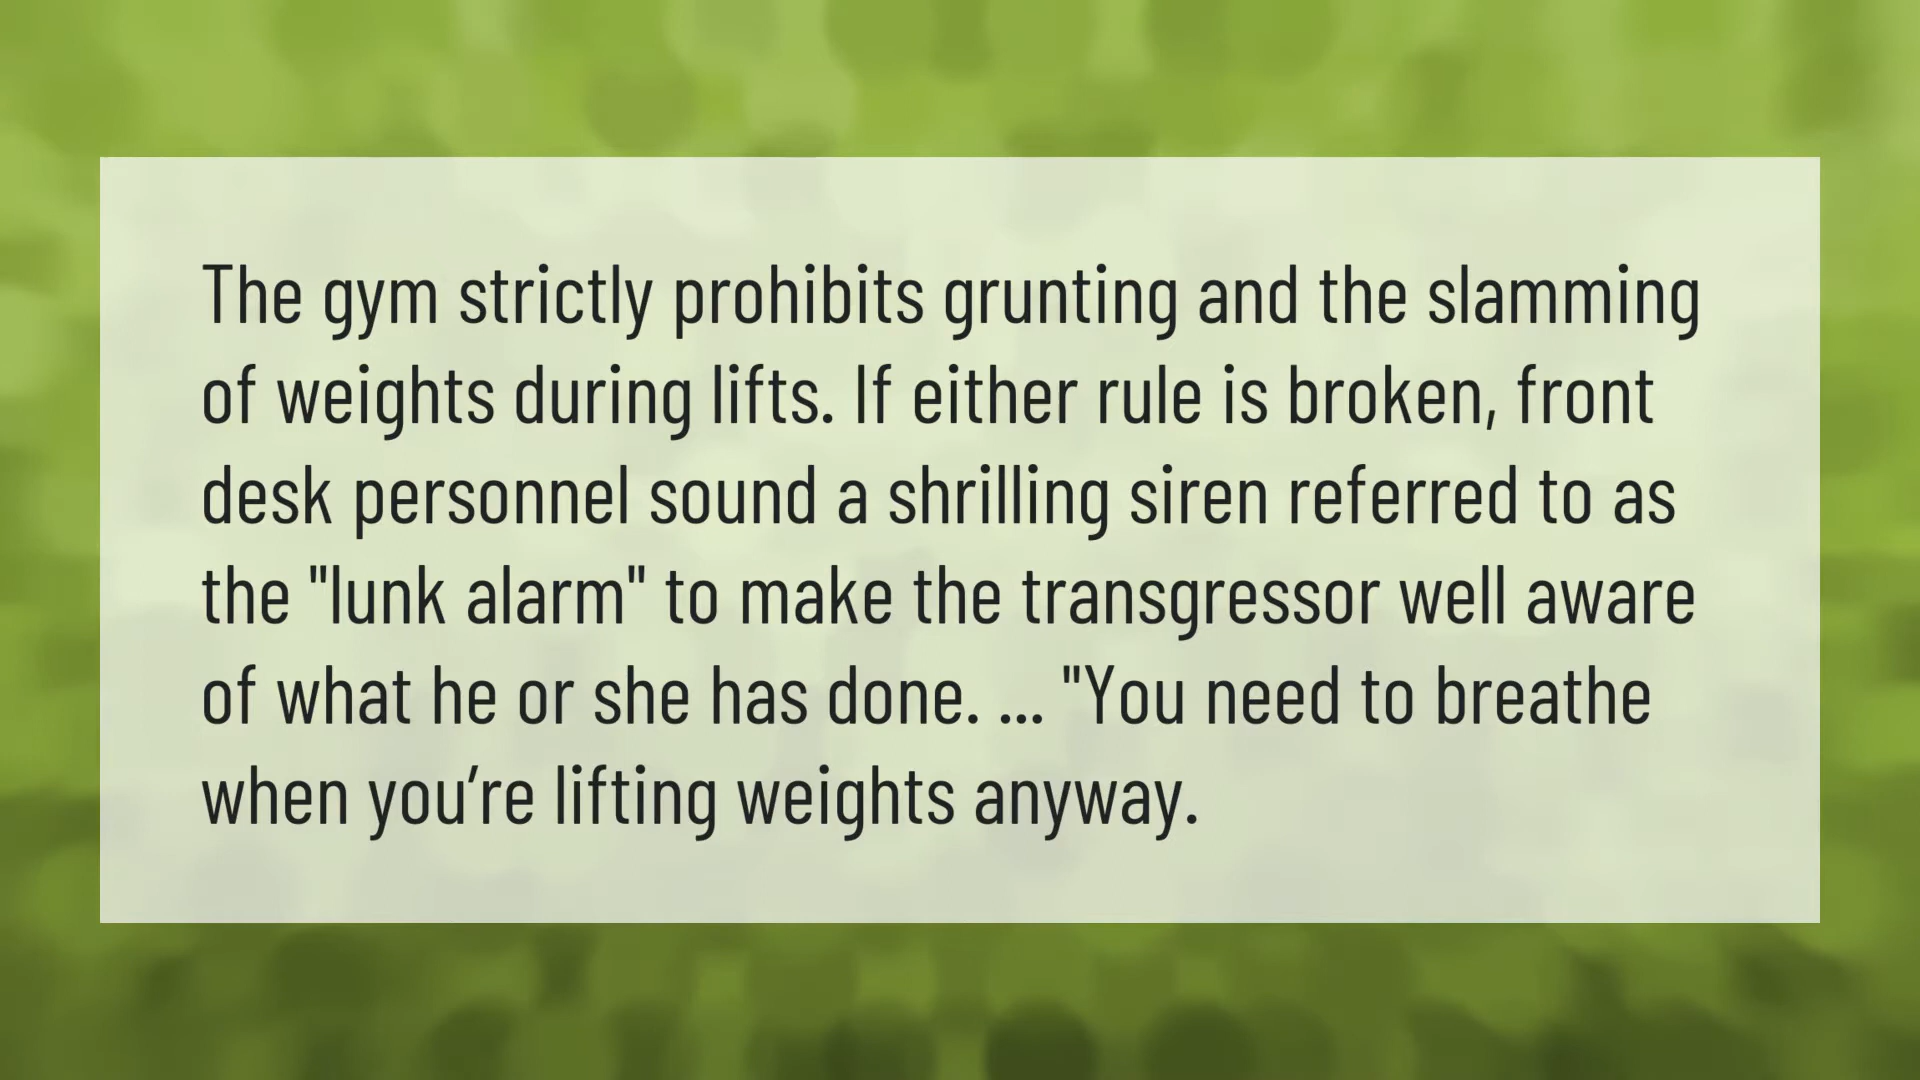 The gym strictly prohibits grunting and the slamming
of weights during lifts. If either rule is broken, front
desk personnel sound a shrilling siren referred to as
the "lunk alarm" to make the transgressor well aware
of what he or she has done. ... "You need to breathe
when you’re lifting weights anyway.